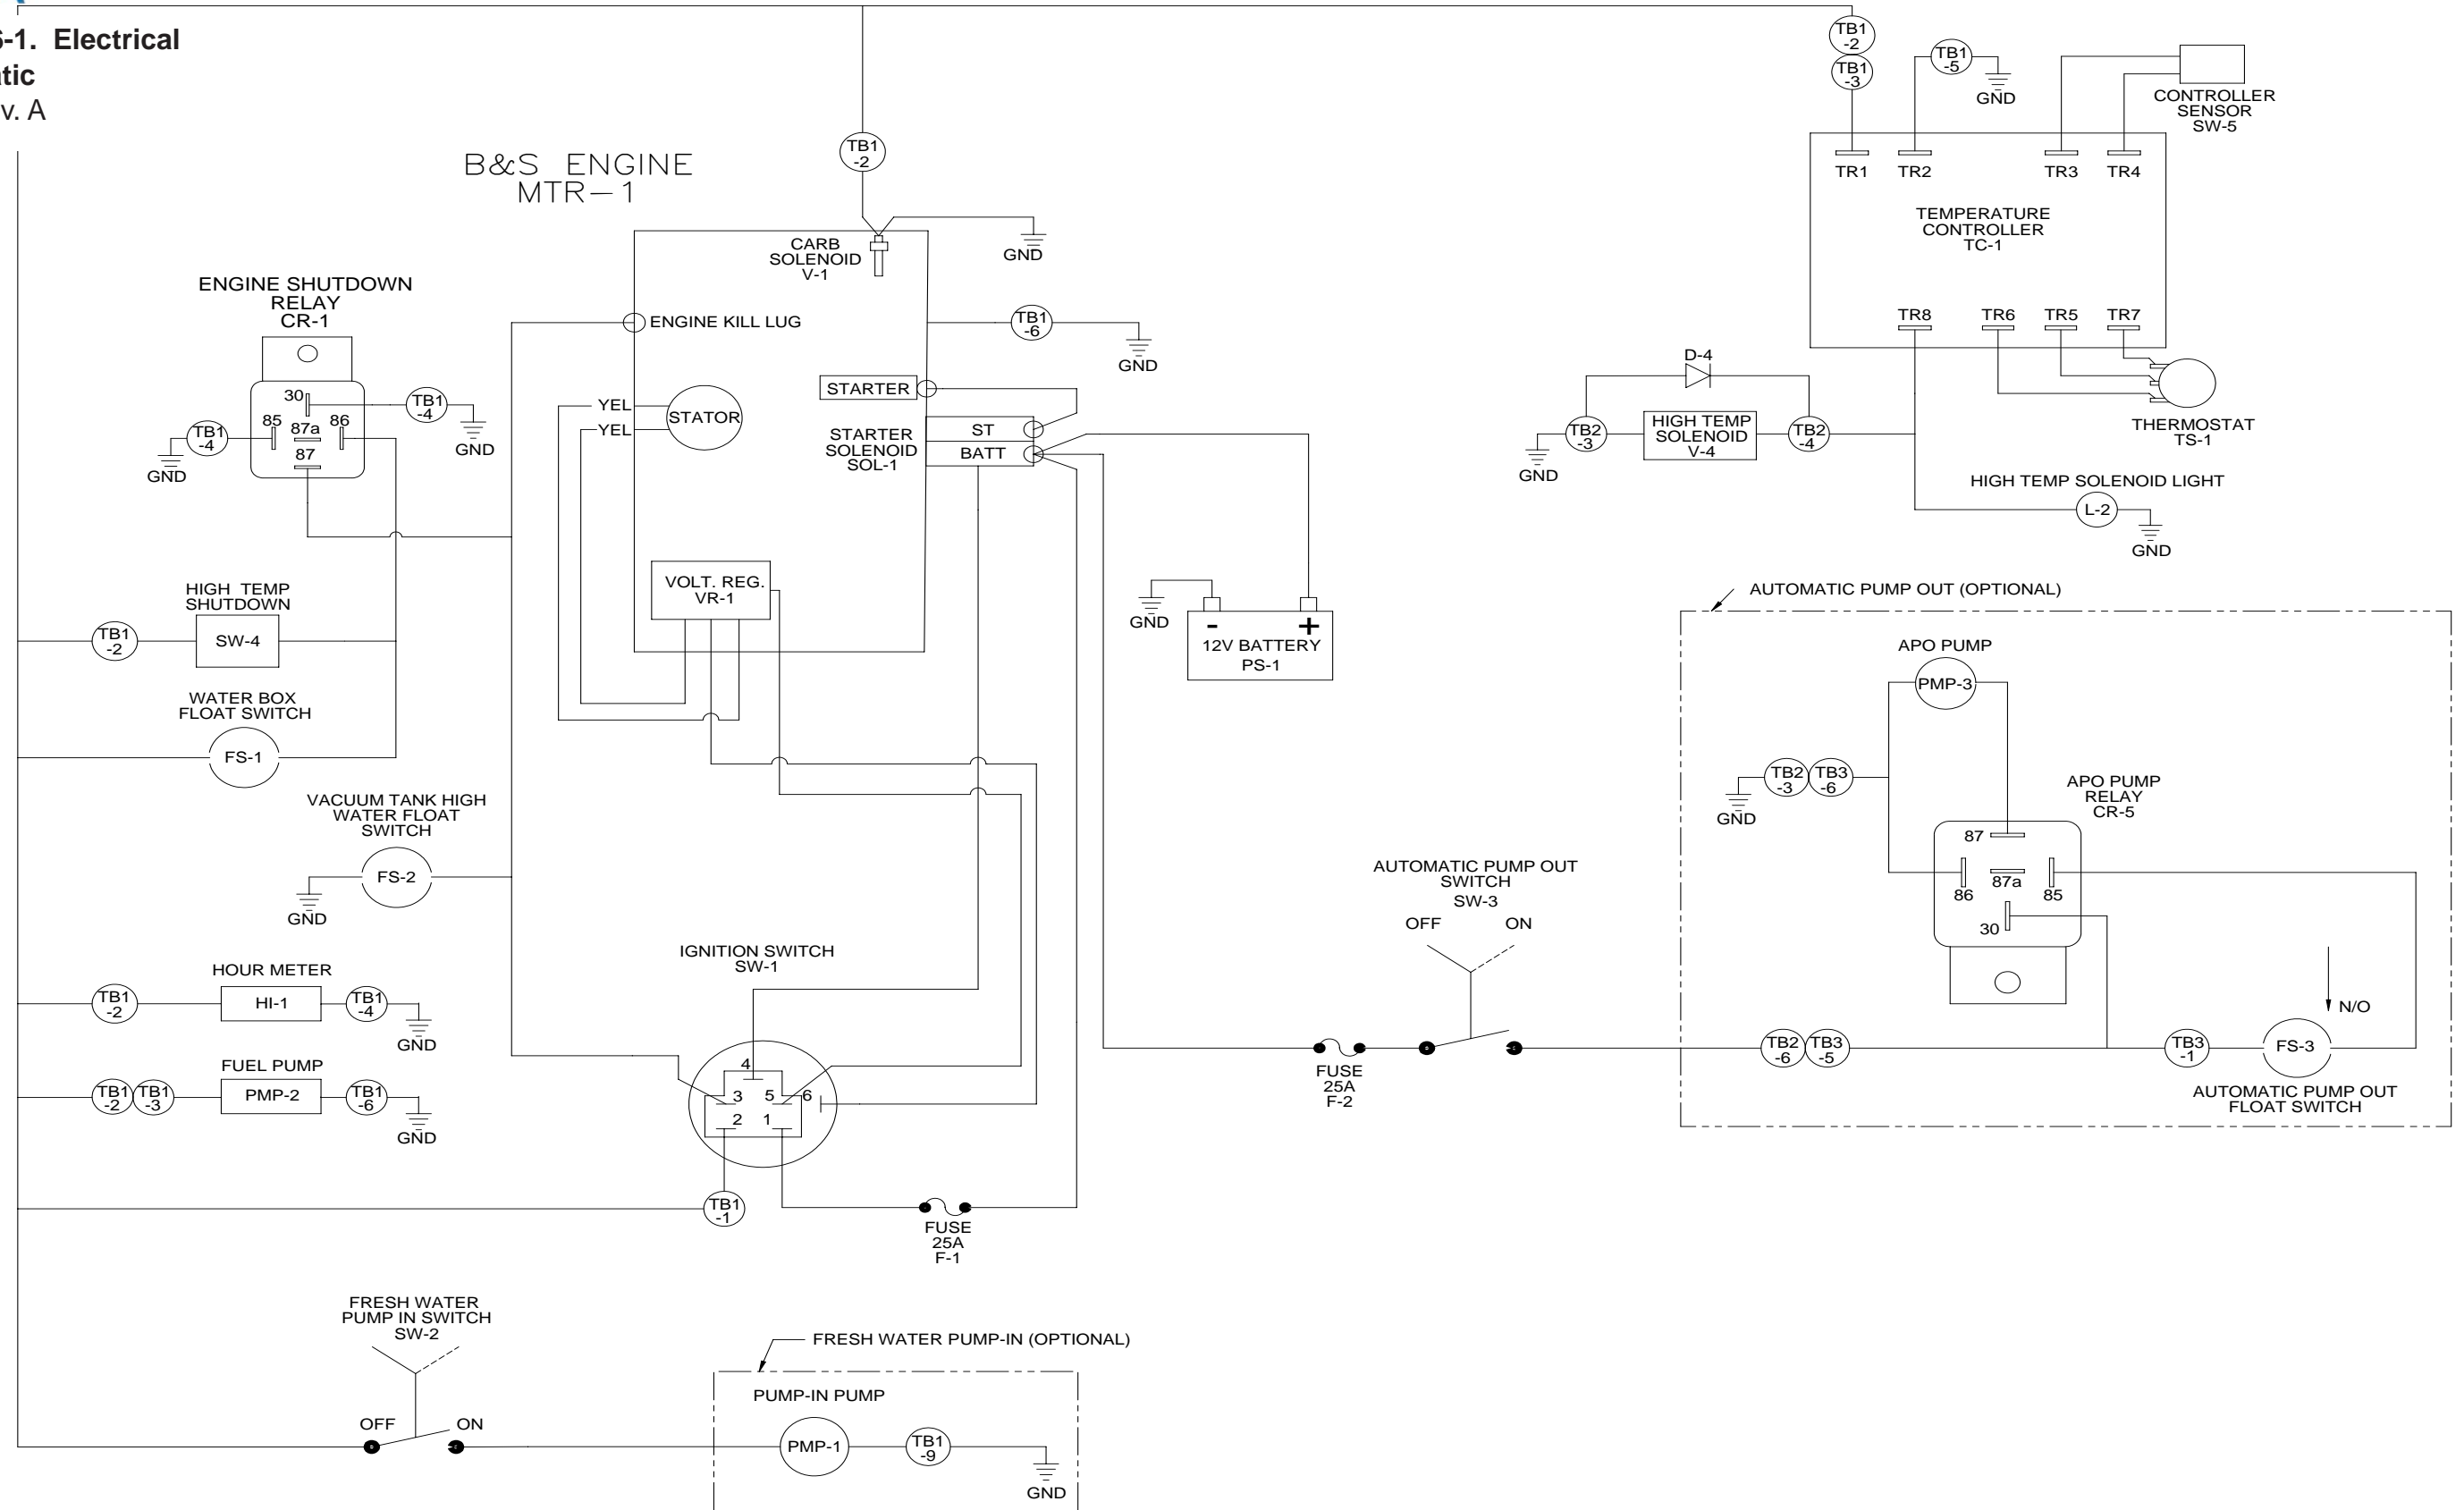 6-1. Electrical
atic
v. A
B&S ENGINE
MTR-1
TB1
-2
TB1
-2
TB1
-3
TB1
-5
GND
CONTROLLER
SENSOR
SW-5
TR1
TR2
TR3
TR4
TEMPERATURE
CONTROLLER
TC-1
TR8
TR6
TR5
TR7
THERMOSTAT
TS-1
CARB
SOLENOID
V-1
GND
ENGINE SHUTDOWN
RELAY
CR-1
30
85
87a
86
87
TB1
-4
GND
TB1
-4
GND
ENGINE KILL LUG
TB1
-6
GND
STARTER
YEL
YEL
STATOR
STARTER
SOLENOID
SOL-1
ST
BATT
D-4
TB2
-3
HIGH TEMP
SOLENOID
V-4
TB2
-4
GND
HIGH TEMP SOLENOID LIGHT
L-2
GND
VOLT. REG.
VR-1
GND
-
+
12V BATTERY
PS-1
HIGH TEMP
SHUTDOWN
TB1
-2
SW-4
WATER BOX
FLOAT SWITCH
FS-1
VACUUM TANK HIGH
WATER FLOAT
SWITCH
FS-2
GND
AUTOMATIC PUMP OUT (OPTIONAL)
APO PUMP
PMP-3
TB2
-3
TB3
-6
GND
APO PUMP
RELAY
CR-5
87
86
87a
85
30
N/O
TB2
-6
TB3
-5
TB3
-1
FS-3
AUTOMATIC PUMP OUT
FLOAT SWITCH
AUTOMATIC PUMP OUT
SWITCH
SW-3
OFF
ON
FUSE
25A
F-2
HOUR METER
TB1
-2
HI-1
TB1
-4
GND
FUEL PUMP
TB1
-2
TB1
-3
PMP-2
TB1
-6
GND
IGNITION SWITCH
SW-1
4
3
5
6
2
1
TB1
-1
FUSE
25A
F-1
FRESH WATER
PUMP IN SWITCH
SW-2
OFF
ON
FRESH WATER PUMP-IN (OPTIONAL)
PUMP-IN PUMP
PMP-1
TB1
-9
GND